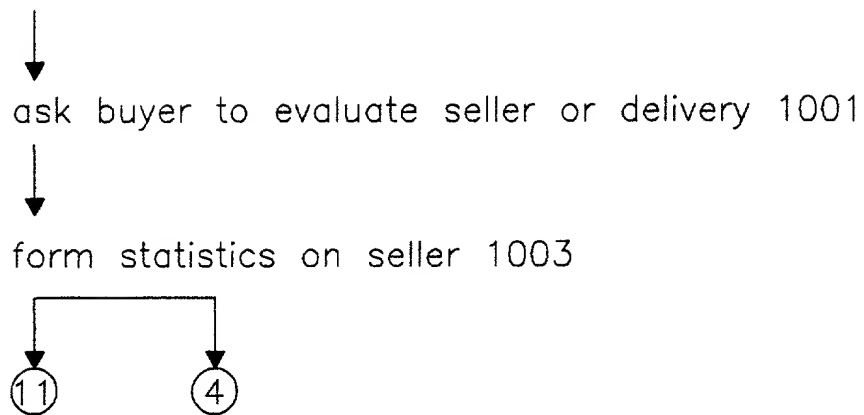 ask buyer to evaluate seller or delivery 1001
form statistics on seller 1003
11 4